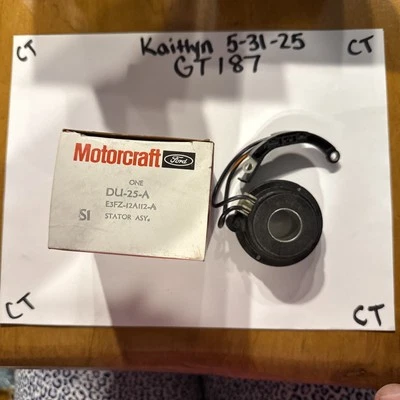 CT Kaitlyn 5-31-25 CT
GT187
Motorcraft Ford
ONE
DU-25-A
E3FZ-12A112-A
S1 STATOR ASY.
CT CT